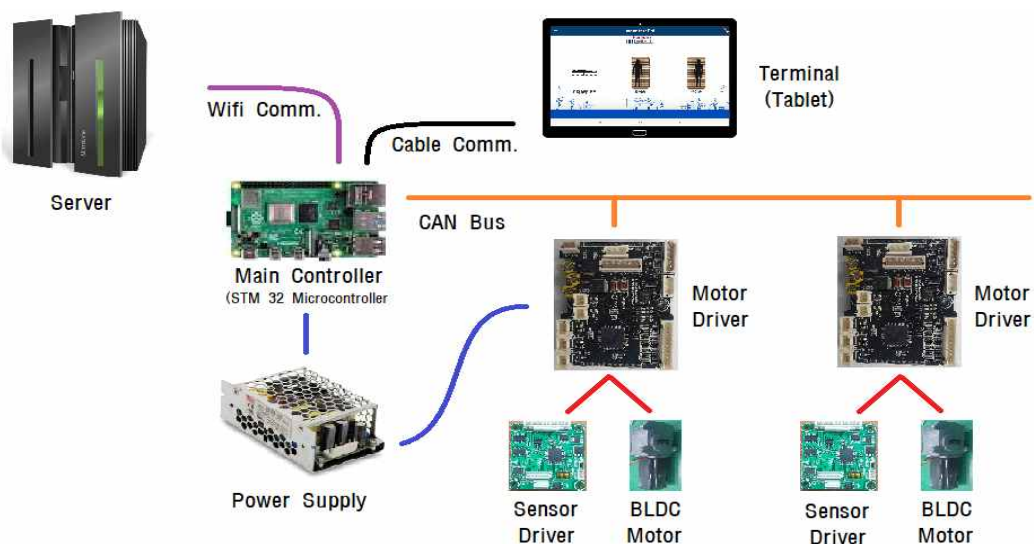 Wifi Comm.
Server
Cable Comm.
Terminal
(Tablet)
CAN Bus
Main Controller
(STM 32 Microcontroller
Motor
Driver
Motor
Driver
Power Supply
Sensor
Driver
BLDC
Motor
Sensor
Driver
BLDC
Motor